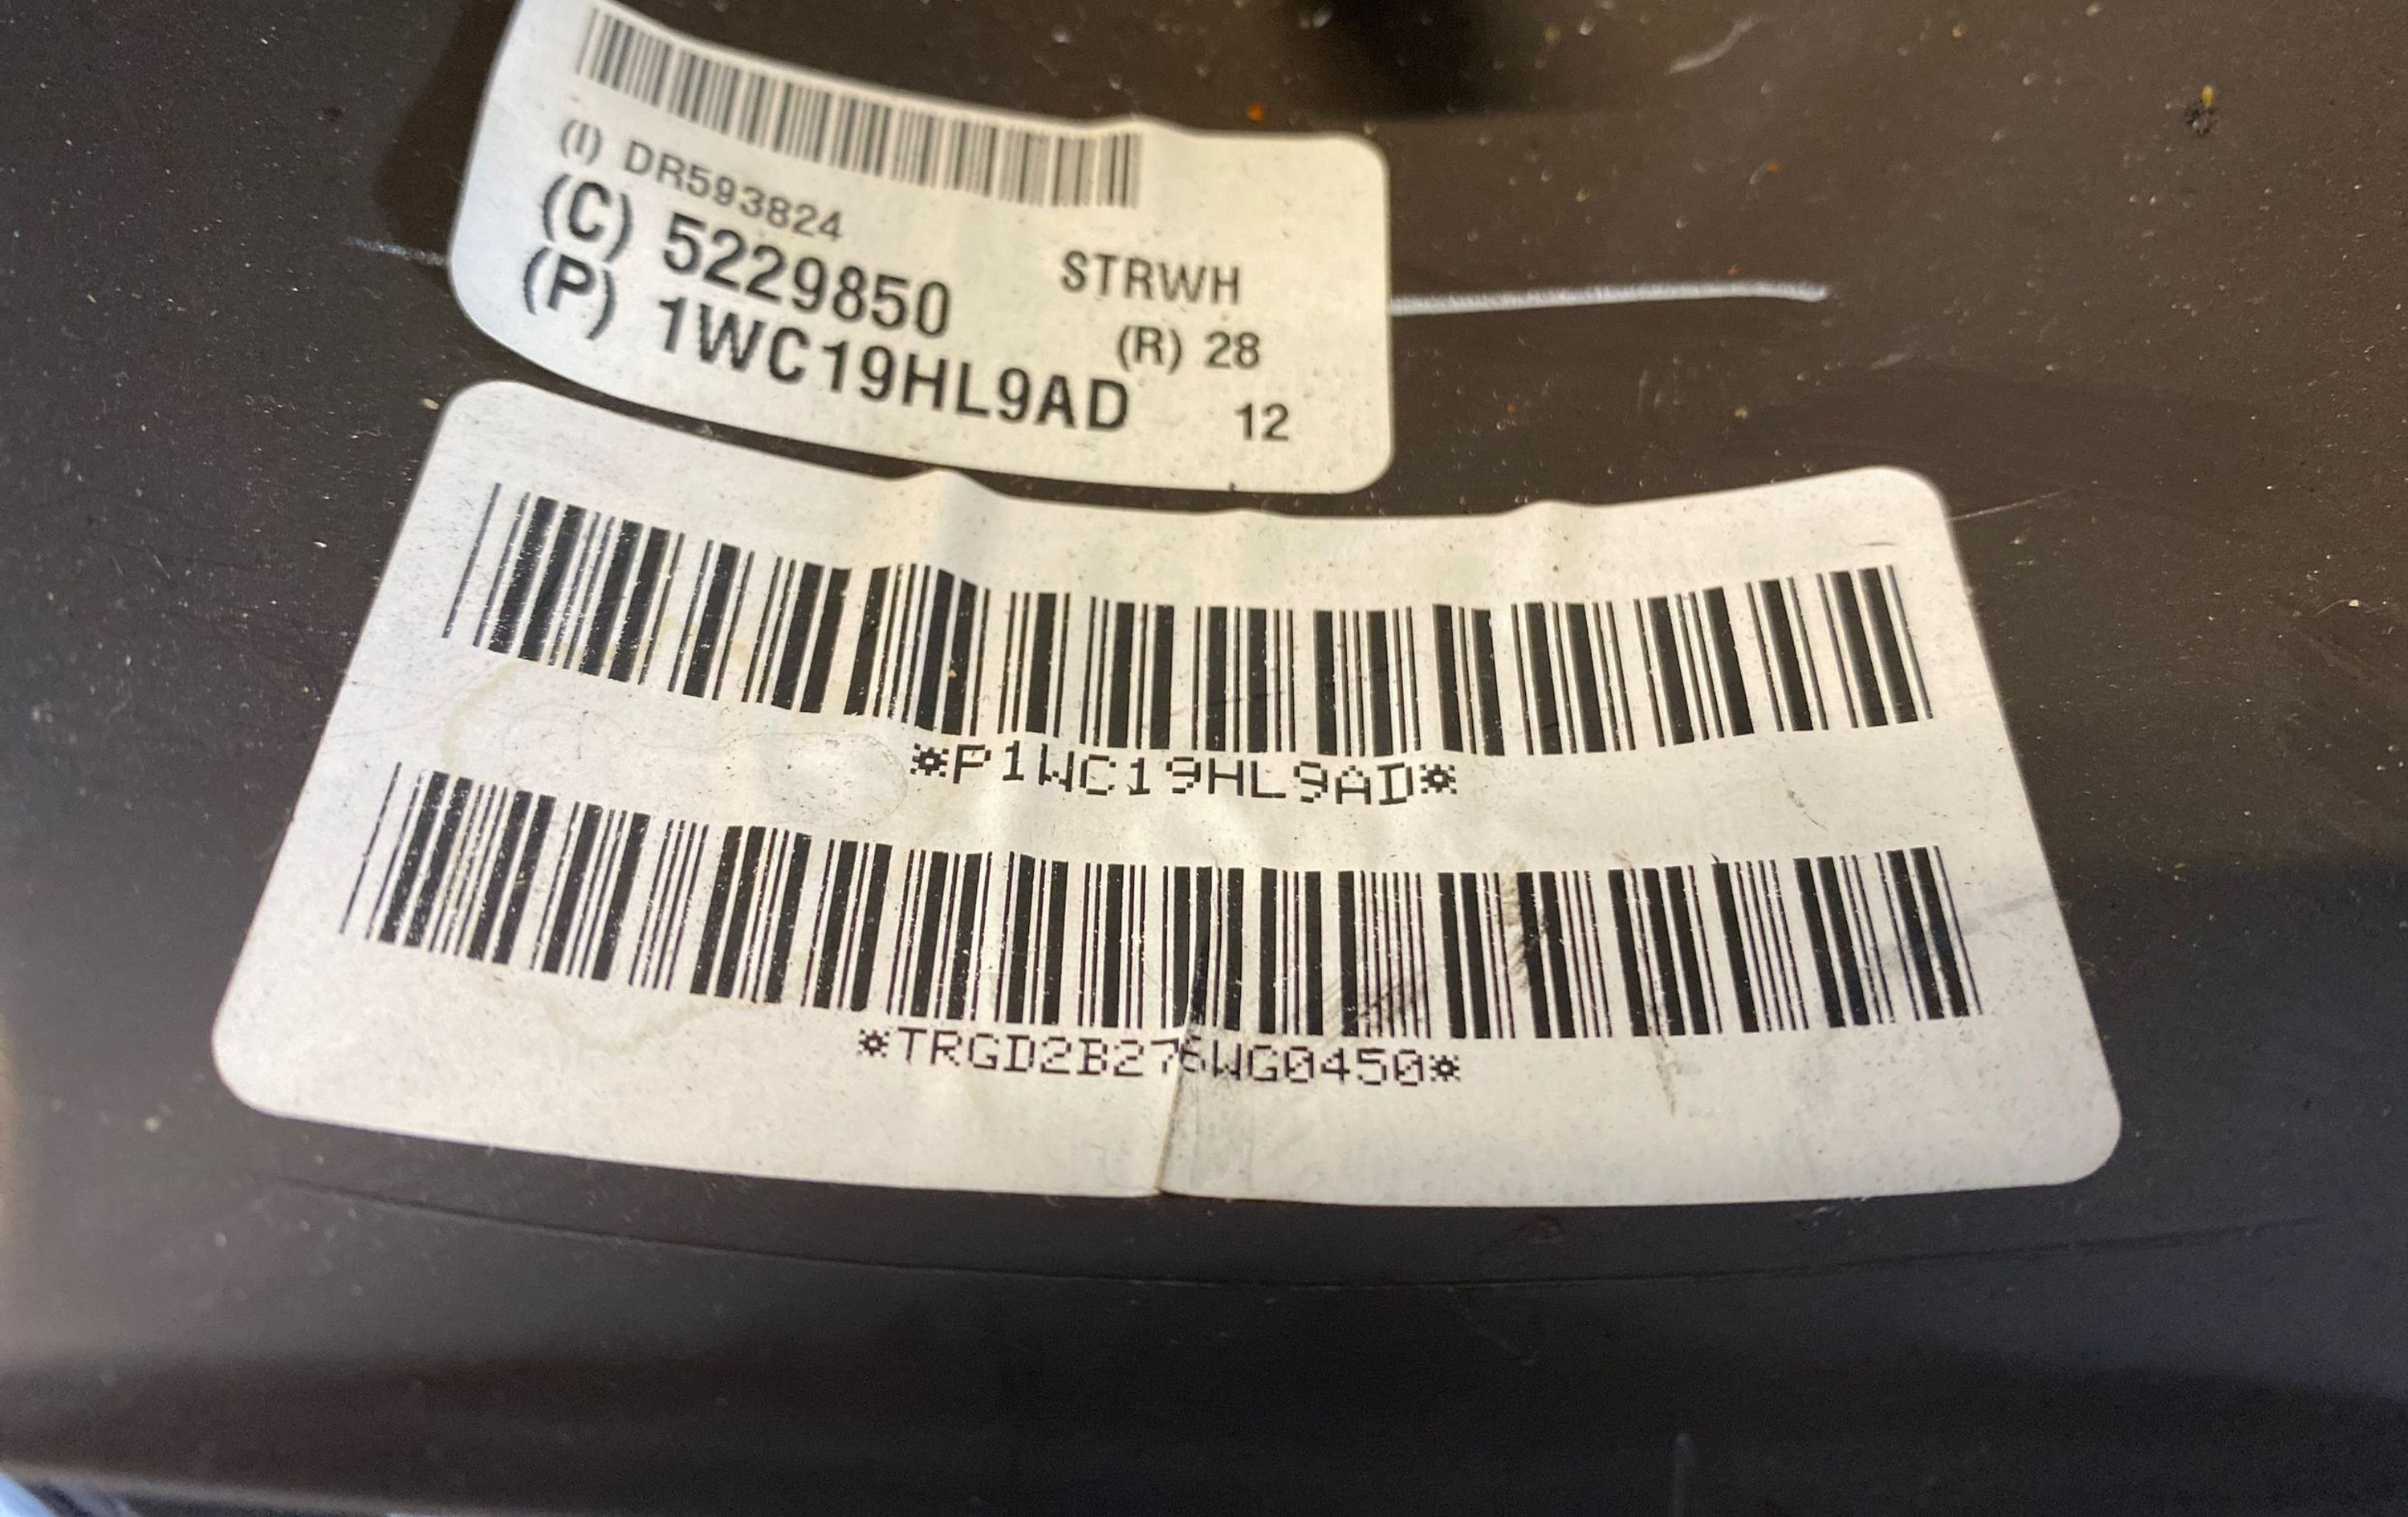 (I) DR593824
(C) 5229850 STRWH
(P) 1WC19HL9AD (R) 28
12
*P1WC19HL9AD*
*TRGD2B276WG0450*